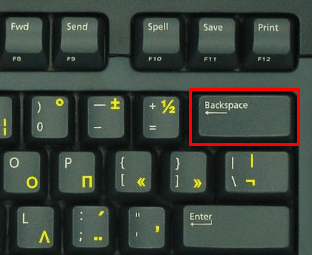 Fwd Send Spell Save Print
F8 F9 F10 F11 F12
) ° — ± + ½ Backspace
¦ 0 – = ←
O P { } | |
О П [ « ] » \ ¬
L : ´ " Enter
Λ ; ¨ ' , ↵